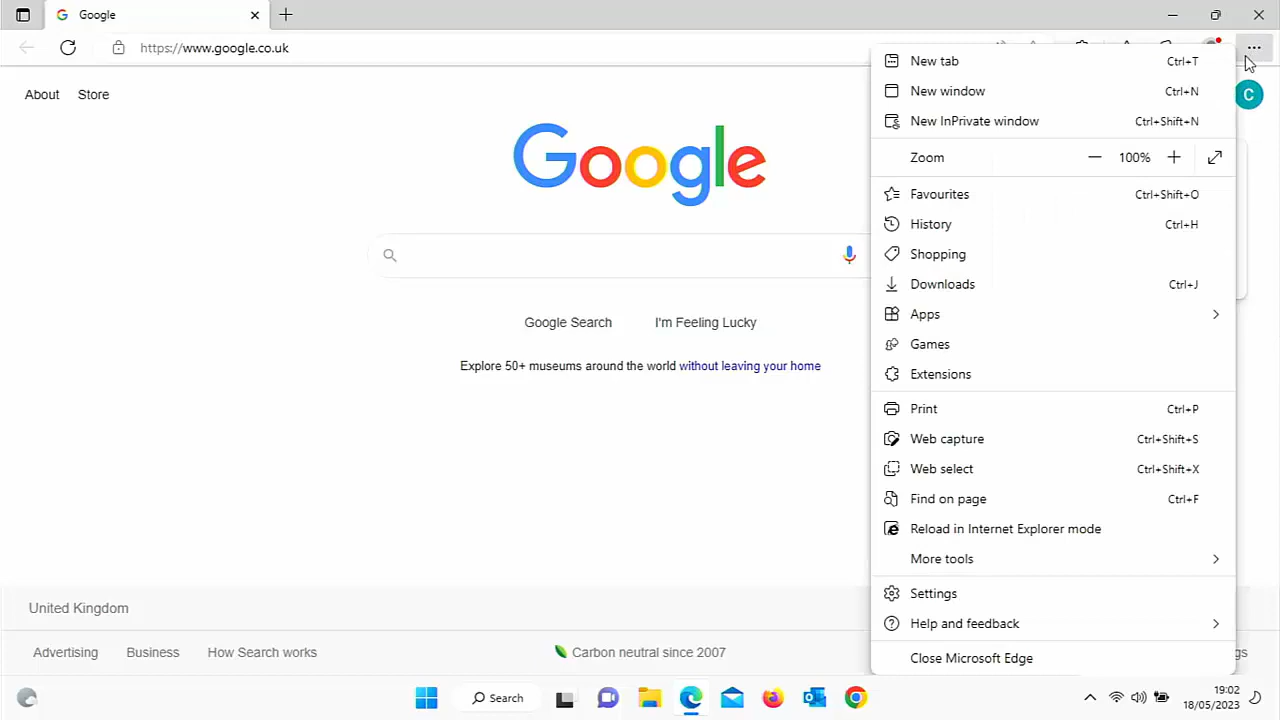 Google
https://www.google.co.uk
New tab Ctrl+T
About Store
C
New window Ctrl+N
New InPrivate window Ctrl+Shift+N
Google
Zoom 100%
Favourites Ctrl+Shift+O
History Ctrl+H
Shopping
Downloads Ctrl+J
Apps
Google Search I'm Feeling Lucky
Games
Explore 50+ museums around the world without leaving your home
Extensions
Print Ctrl+P
Web capture Ctrl+Shift+S
Web select Ctrl+Shift+X
Find on page Ctrl+F
Reload in Internet Explorer mode
More tools
Settings
United Kingdom
Help and feedback
Advertising Business How Search works Carbon neutral since 2007
Close Microsoft Edge
Search
19:02
18/05/2023